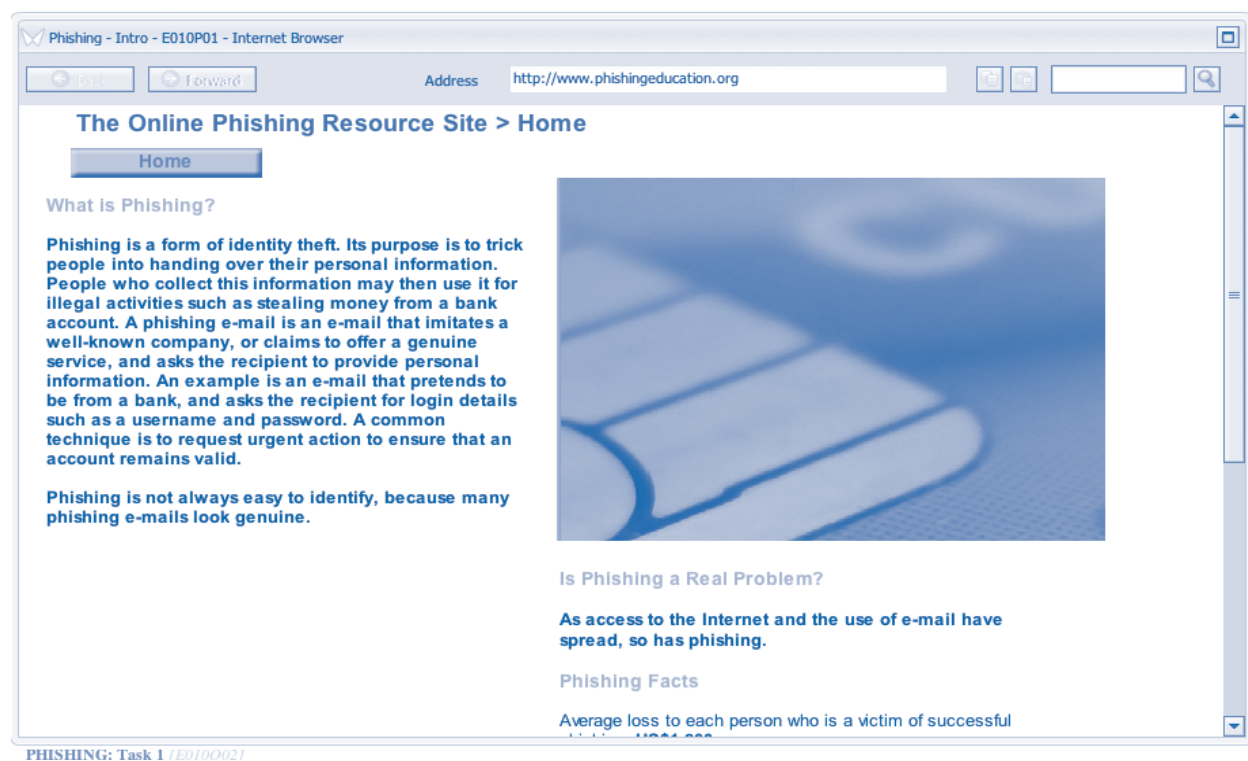 Phishing - Intro - E010P01 - Internet Browser
Forward
Address
http://www.phishingeducation.org
The Online Phishing Resource Site > Home
Home
What is Phishing?
Phishing is a form of identity theft. Its purpose is to trick
people into handing over their personal information.
People who collect this information may then use it for
illegal activities such as stealing money from a bank
account. A phishing e-mail is an e-mail that imitates a
well-known company, or claims to offer a genuine
service, and asks the recipient to provide personal
information. An example is an e-mail that pretends to
be from a bank, and asks the recipient for login details
such as a username and password. A common
technique is to request urgent action to ensure that an
account remains valid.
Phishing is not always easy to identify, because many
phishing e-mails look genuine.
Is Phishing a Real Problem?
As access to the Internet and the use of e-mail have
spread, so has phishing.
Phishing Facts
Average loss to each person who is a victim of successful
PHISHING: Task 1 [E010O02]